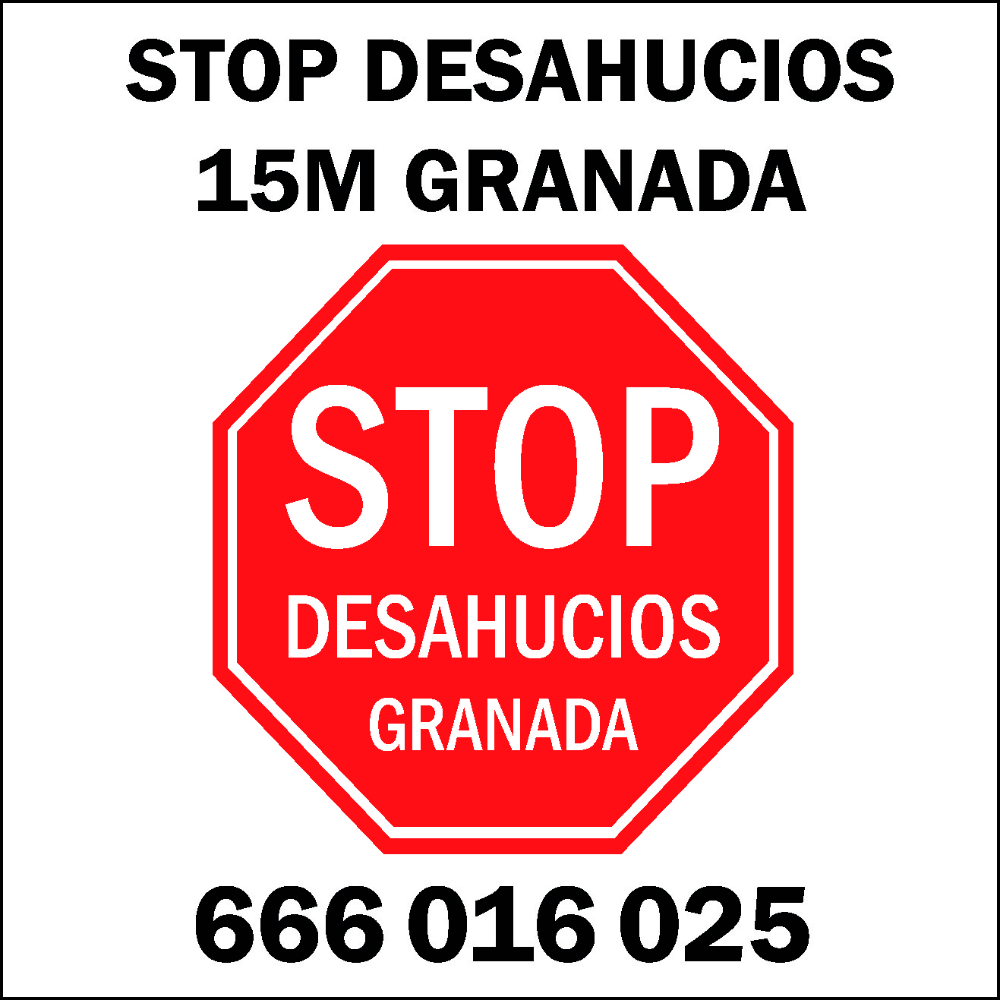 STOP DESAHUCIOS
15M GRANADA
STOP
DESAHUCIOS
GRANADA
666 016 025